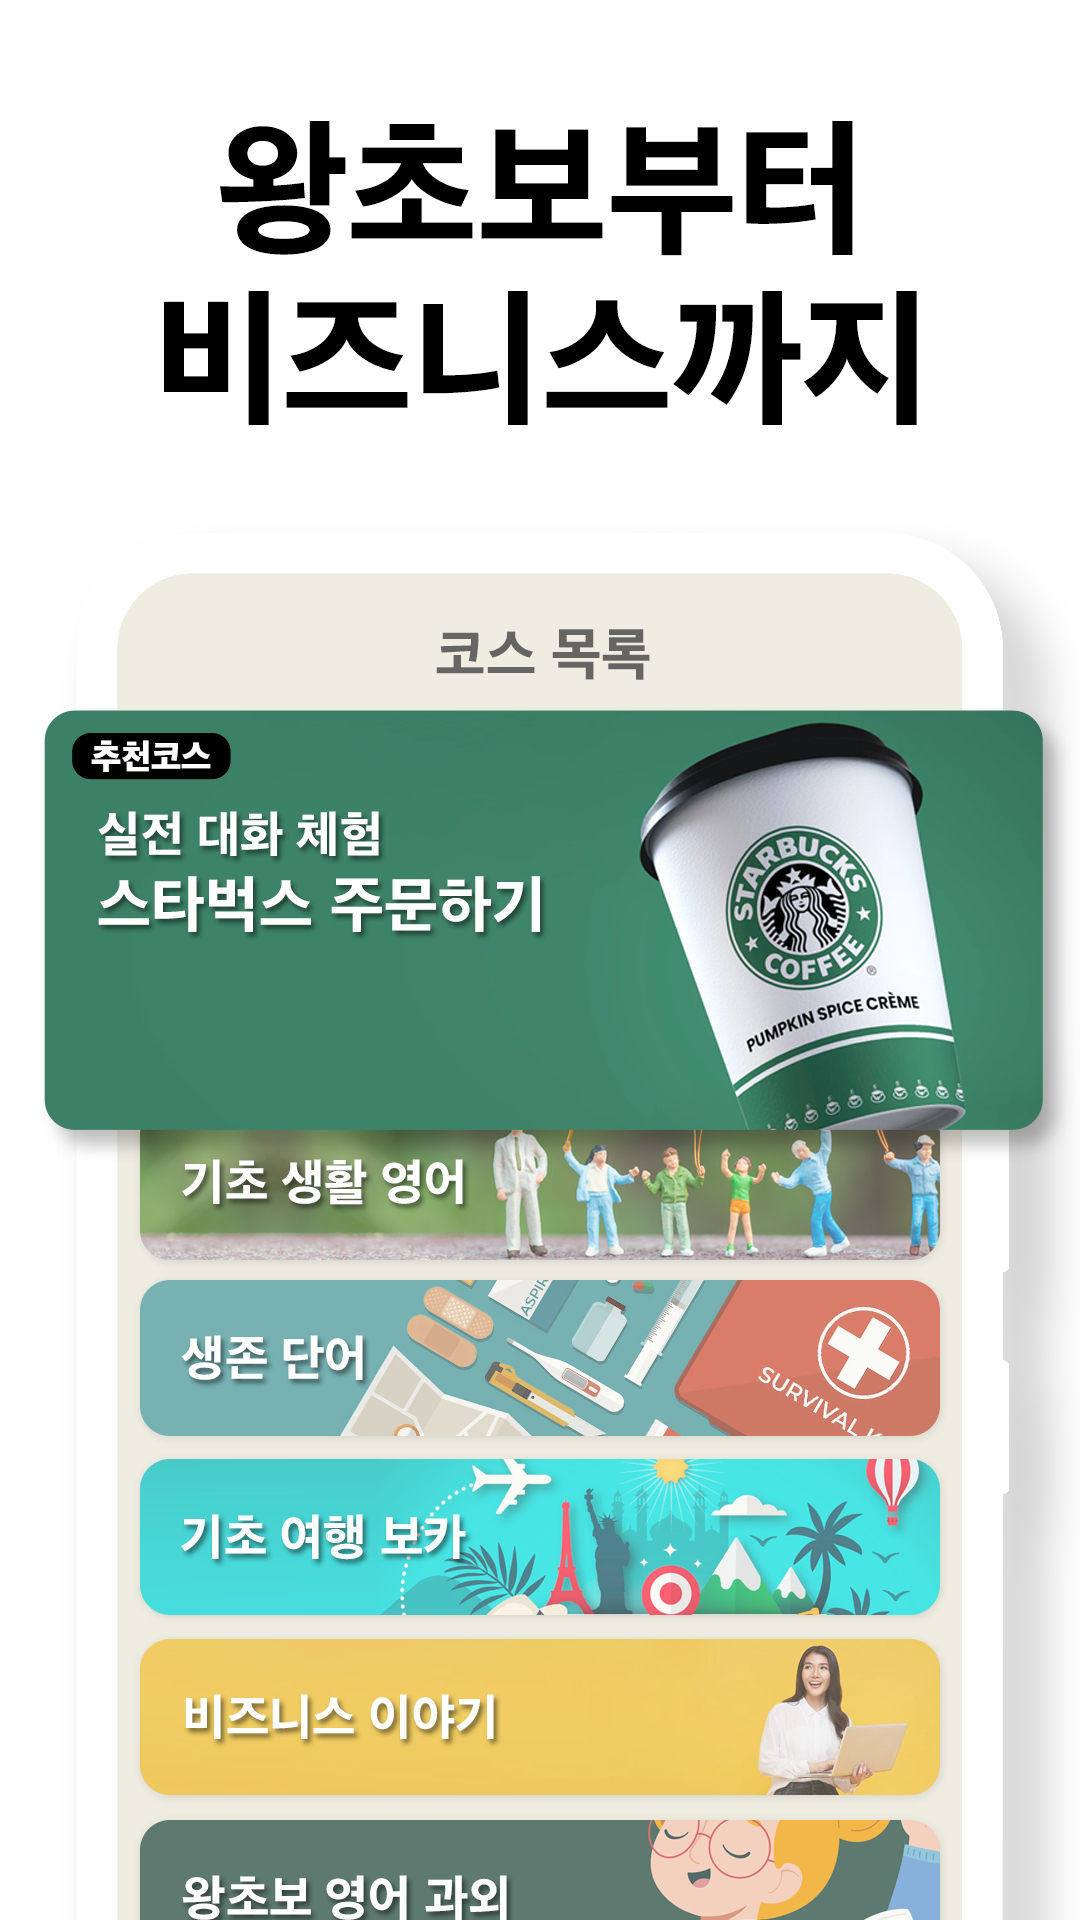 왕초보부터
비즈니스까지
코스 목록
추천코스
실전 대화 체험
스타벅스 주문하기
STARBUCKS
COFFEE
®
PUMPKIN SPICE CRÈME
기초 생활 영어
ASPIR
생존 단어
SURVIVAL K
기초 여행 보카
비즈니스 이야기
왕초보 영어 과외